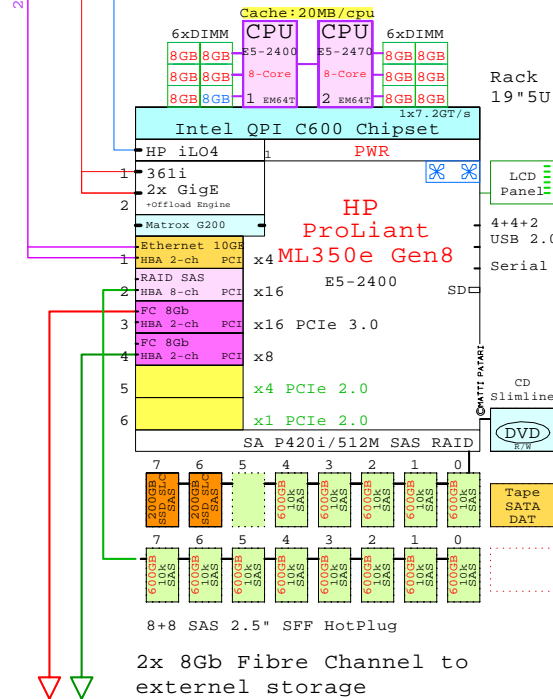 2
Cache:20MB/cpu
6xDIMM
CPU
CPU
6xDIMM
8GB 8GB
E5-2400
E5-2470
8GB 8GB
8GB 8GB
8-Core
8-Core
8GB 8GB
8GB 8GB
1 EM64T
2 EM64T
8GB 8GB
Rack
19"5U
1x7.2GT/s
Intel QPI C600 Chipset
HP iLO4
1
PWR
1 361i
2x GigE
2 +Offload Engine
LCD
Panel
Matrox G200
HP
ProLiant
ML350e Gen8
E5-2400
4+4+2
USB 2.0
Serial
SD
Ethernet 10GB
1 HBA 2-ch PCI x4
RAID SAS
2 HBA 8-ch PCI x16
FC 8Gb
3 HBA 2-ch PCI x16 PCIe 3.0
FC 8Gb
4 HBA 2-ch PCI x8
5 x4 PCIe 2.0
6 x1 PCIe 2.0
©MATTI PATARI
CD
Slimline
DVD
R/W
SA P420i/512M SAS RAID
7 6 5 4 3 2 1 0
200GB SSD SLC SAS
200GB SSD SLC SAS
600GB 10k SAS
600GB 10k SAS
600GB 10k SAS
600GB 10k SAS
600GB 10k SAS
Tape
SATA
DAT
7 6 5 4 3 2 1 0
600GB 10k SAS
600GB 10k SAS
600GB 10k SAS
600GB 10k SAS
600GB 10k SAS
600GB 10k SAS
600GB 10k SAS
600GB 10k SAS
8+8 SAS 2.5" SFF HotPlug
2x 8Gb Fibre Channel to
externel storage